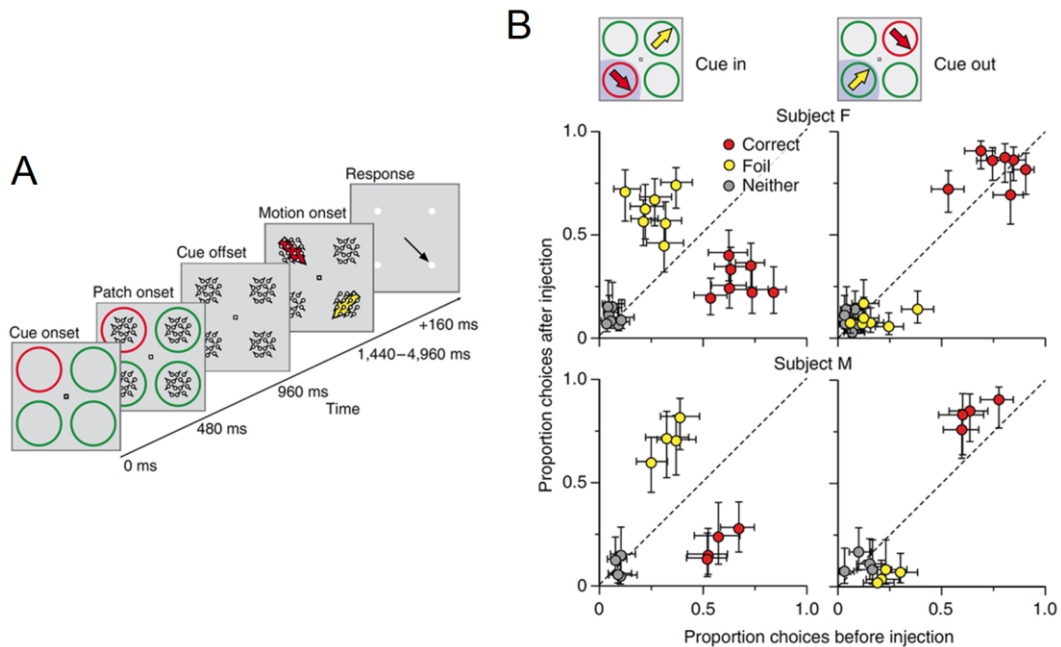 A
Cue onset
Patch onset
Cue offset
Motion onset
Response
0 ms
480 ms
960 ms
1,440–4,960 ms
+160 ms
Time
B
Cue in
Cue out
Subject F
Correct
Foil
Neither
1.0
0.5
0
Subject M
1.0
0.5
0
0 0.5 1.0
0 0.5 1.0
Proportion choices after injection
Proportion choices before injection